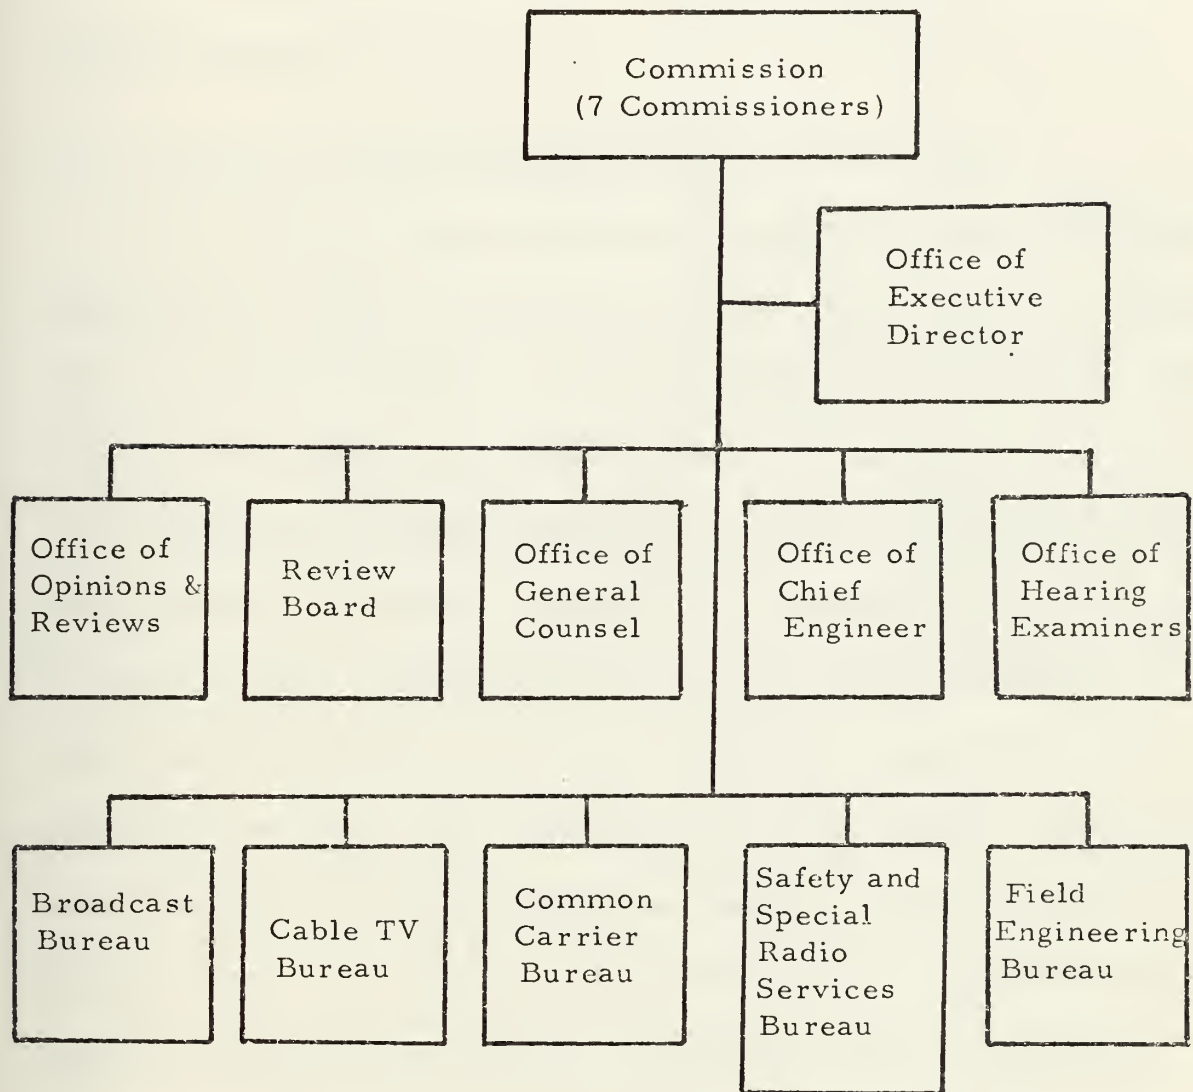 Commission
(7 Commissioners)
Office of
Executive
Director
Office of
Opinions &
Reviews
Review
Board
Office of
General
Counsel
Office of
Chief
Engineer
Office of
Hearing
Examiners
Broadcast
Bureau
Cable TV
Bureau
Common
Carrier
Bureau
Safety and
Special
Radio
Services
Bureau
Field
Engineering
Bureau